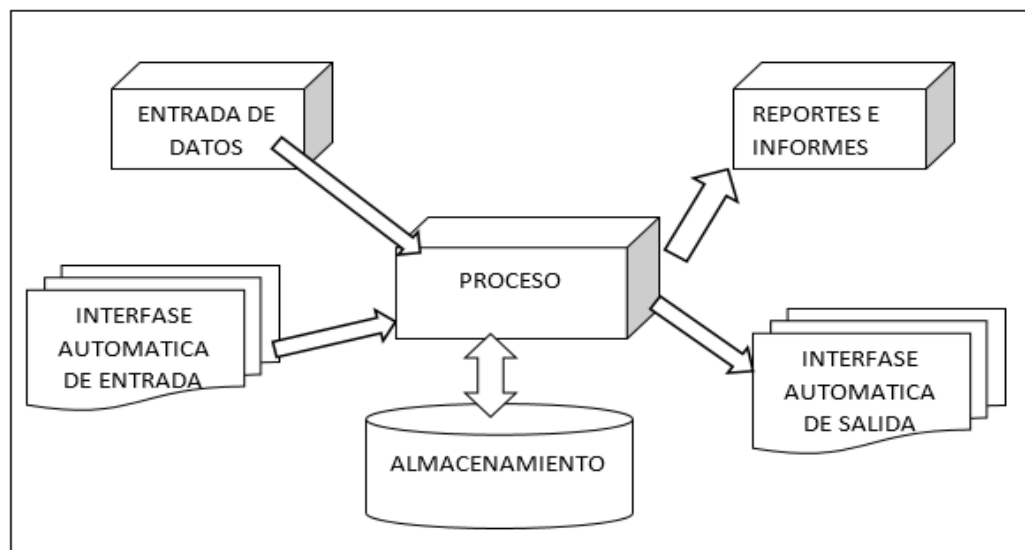 ENTRADA DE
DATOS
REPORTES E
INFORMES
PROCESO
INTERFASE
AUTOMATICA
DE ENTRADA
INTERFASE
AUTOMATICA
DE SALIDA
ALMACENAMIENTO